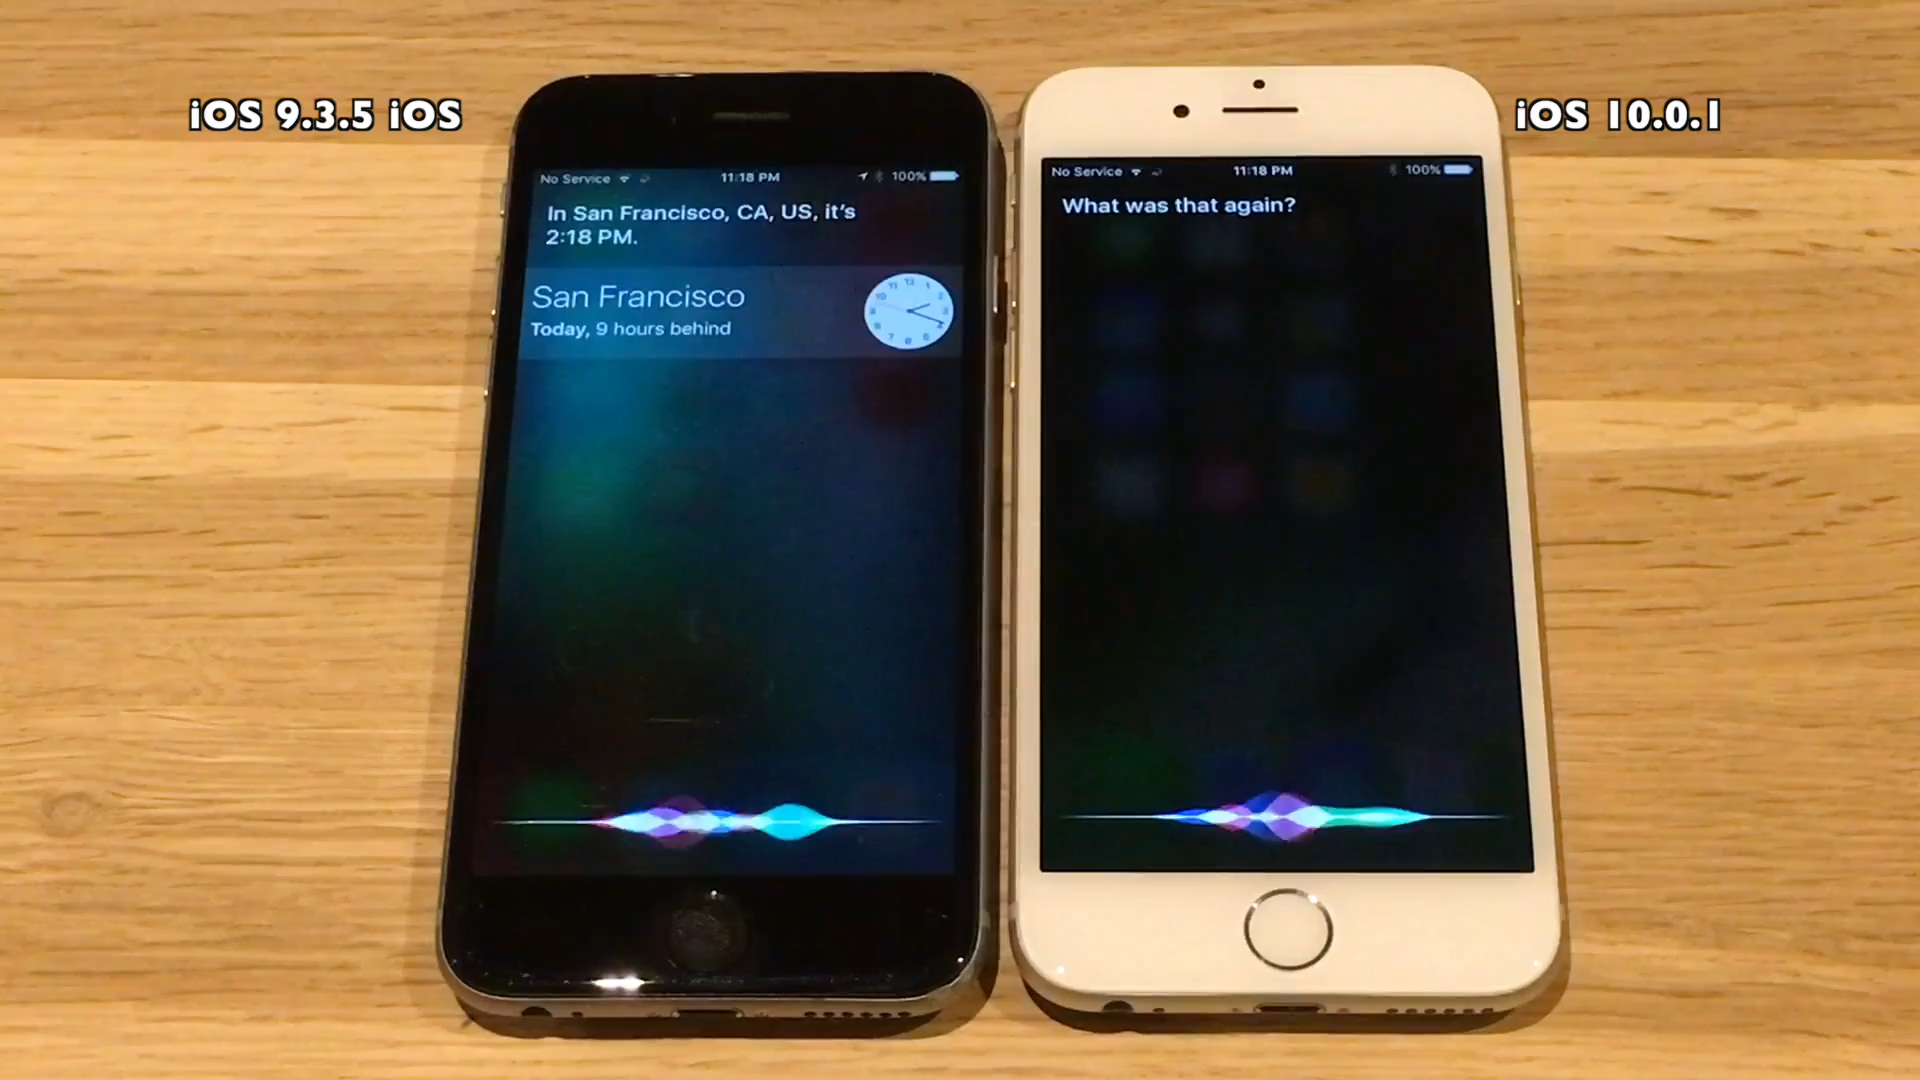 iOS 9.3.5 iOS
iOS 10.0.1
No Service 11:18 PM 100%
In San Francisco, CA, US, it's
2:18 PM.
San Francisco
Today, 9 hours behind
No Service 11:18 PM 100%
What was that again?